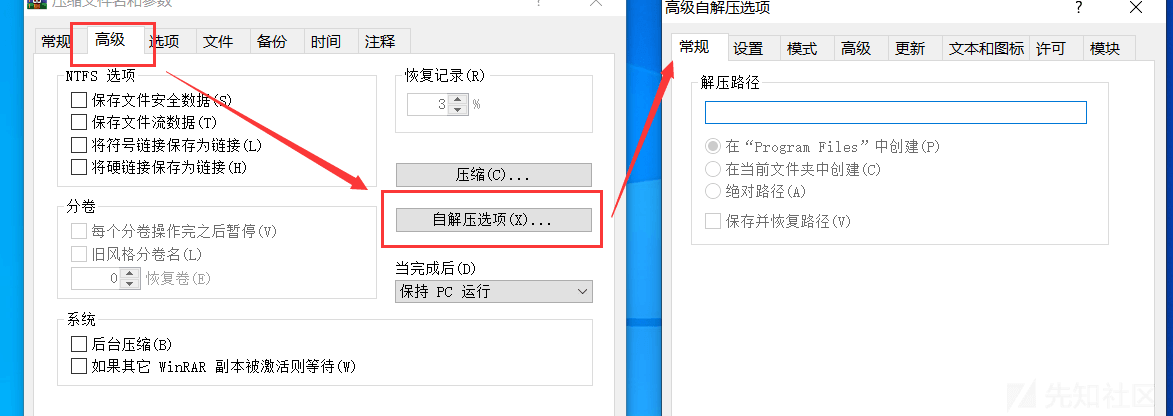 压缩文件名和参数
?
常规 高级 选项 文件 备份 时间 注释
NTFS 选项
保存文件安全数据(S)
保存文件流数据(T)
将符号链接保存为链接(L)
将硬链接保存为链接(H)
恢复记录(R)
3 %
压缩(C)...
自解压选项(X)...
分卷
每个分卷操作完之后暂停(V)
旧风格分卷名(L)
0 恢复卷(E)
当完成后(D)
保持 PC 运行
系统
后台压缩(B)
如果其它 WinRAR 副本被激活则等待(W)
高级自解压选项
?
常规 设置 模式 高级 更新 文本和图标 许可 模块
解压路径
在“Program Files”中创建(P)
在当前文件夹中创建(C)
绝对路径(A)
保存并恢复路径(V)
先知社区